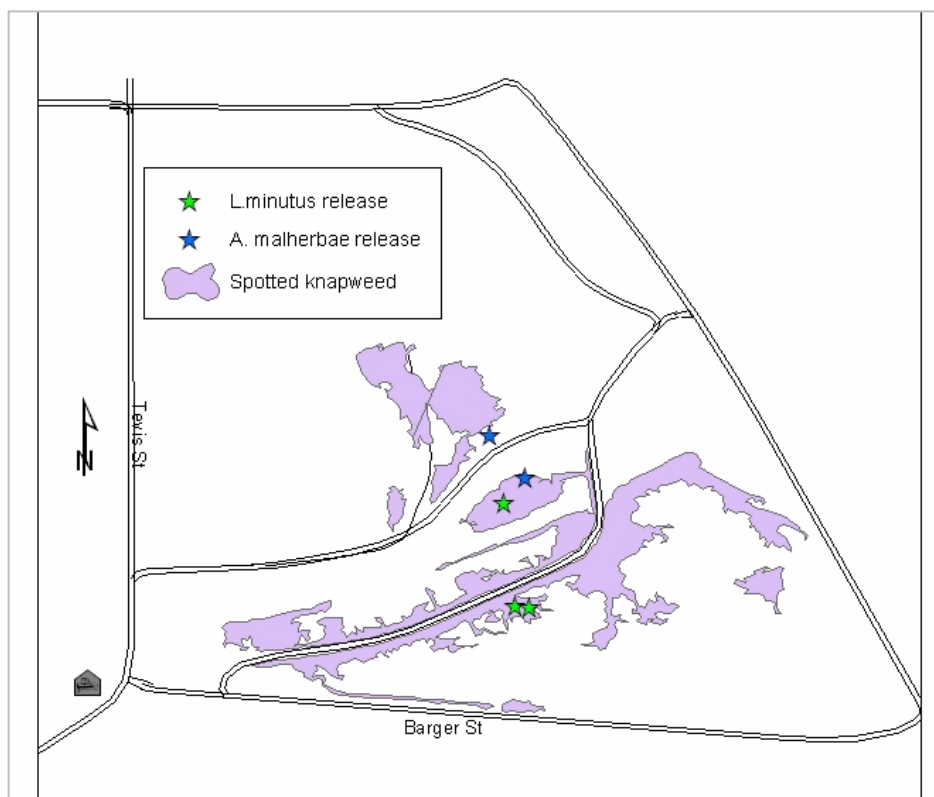 L.minutus release
A. malherbae release
Spotted knapweed
Tevis St
N
Barger St